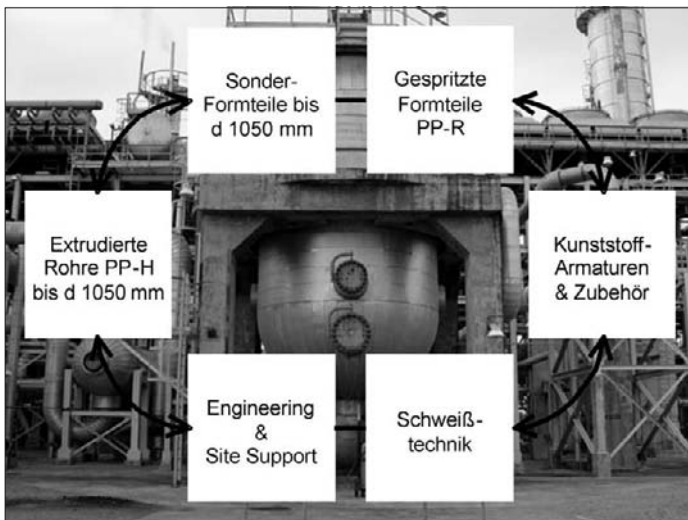 Sonder-
Formteile bis
d 1050 mm
Gespritzte
Formteile
PP-R
Extrudierte
Rohre PP-H
bis d 1050 mm
Kunststoff-
Armaturen
& Zubehör
Engineering
&
Site Support
Schweiß-
technik